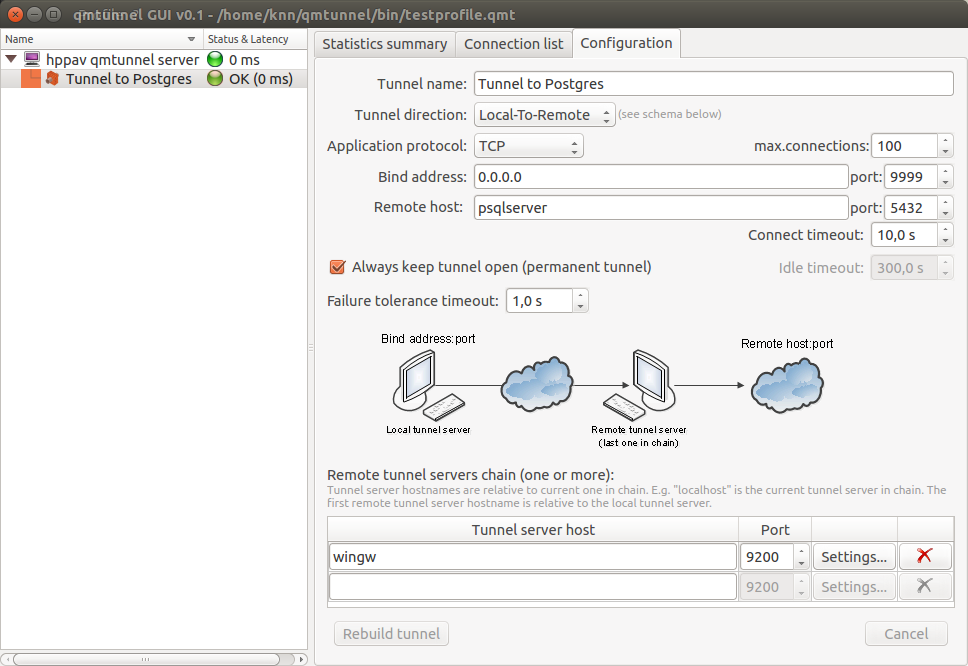 qmtunnel GUI v0.1 - /home/knn/qmtunnel/bin/testprofile.qmt
Name
Status & Latency
hppav qmtunnel server
0 ms
Tunnel to Postgres
OK (0 ms)
Statistics summary
Connection list
Configuration
Tunnel name:
Tunnel to Postgres
Tunnel direction:
Local-To-Remote
(see schema below)
Application protocol:
TCP
max.connections:
100
Bind address:
0.0.0.0
port:
9999
Remote host:
psqlserver
port:
5432
Connect timeout:
10,0 s
Always keep tunnel open (permanent tunnel)
Idle timeout:
300,0 s
Failure tolerance timeout:
1,0 s
Bind address:port
Remote host:port
Local tunnel server
Remote tunnel server
(last one in chain)
Remote tunnel servers chain (one or more):
Tunnel server hostnames are relative to current one in chain. E.g. "localhost" is the current tunnel server in chain. The
first remote tunnel server hostname is relative to the local tunnel server.
Tunnel server host
Port
wingw
9200
Settings...
9200
Settings...
Rebuild tunnel
Cancel